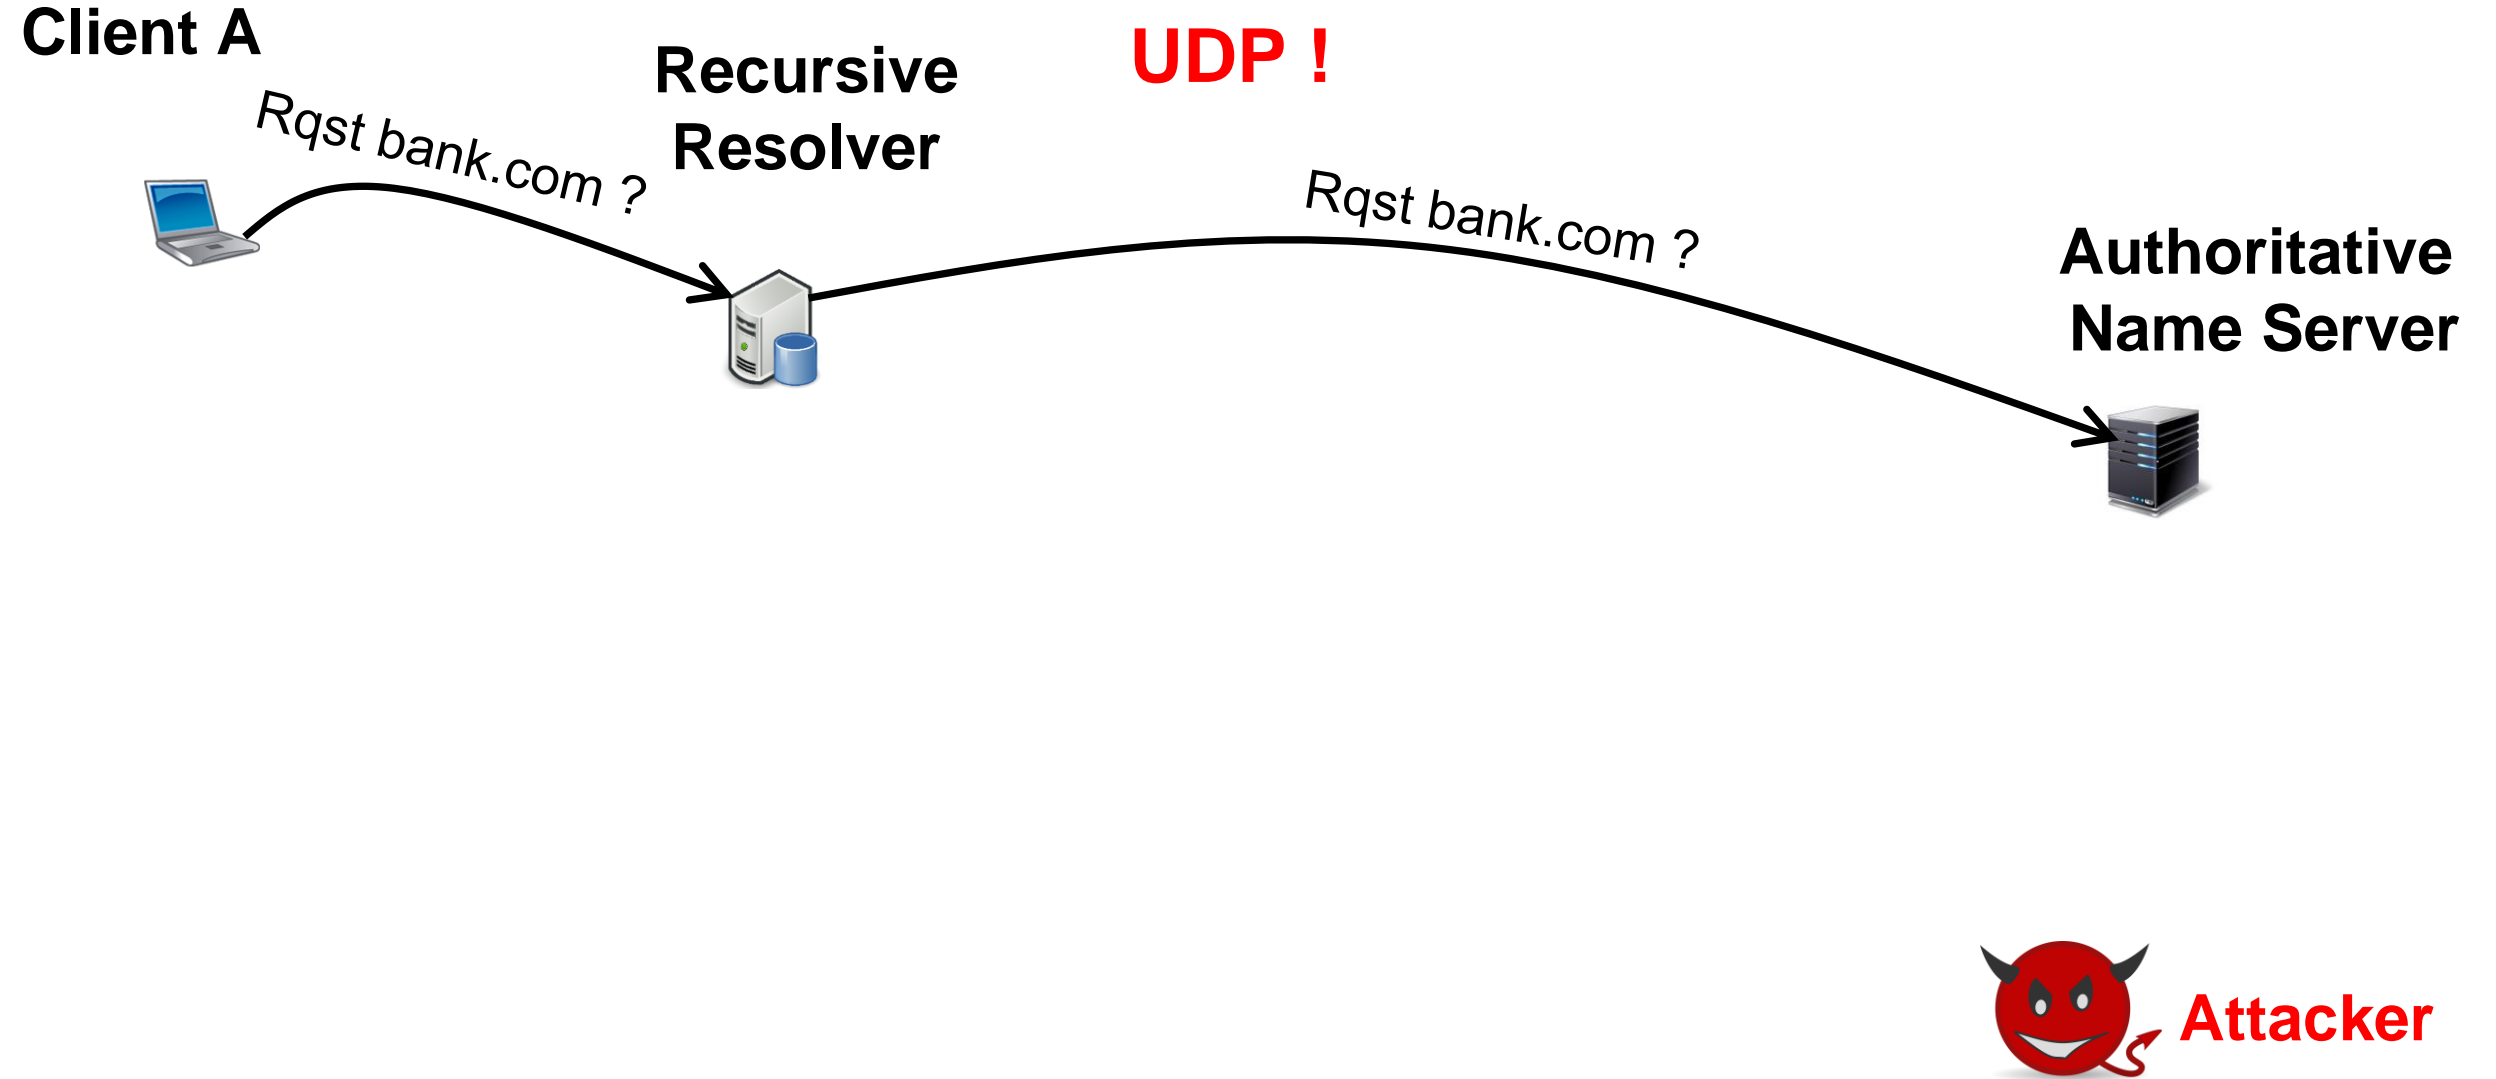 Client A
Recursive
Resolver
UDP !
Rqst bank.com ?
Rqst bank.com ?
Authoritative
Name Server
Attacker